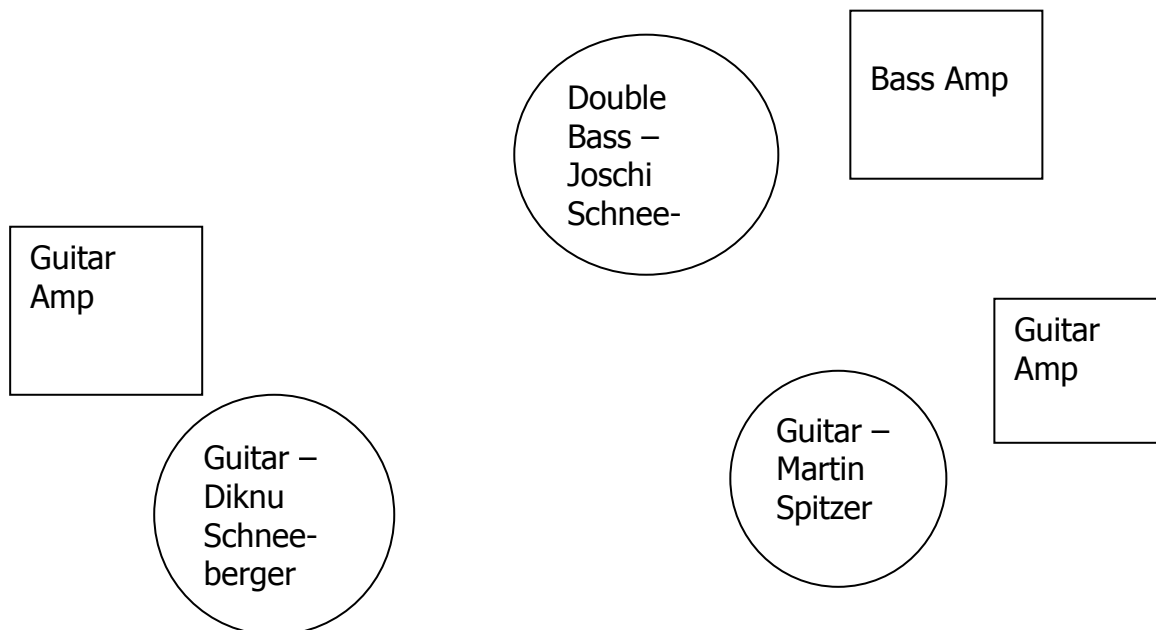 Double
Bass –
Joschi
Schnee-
Bass Amp
Guitar
Amp
Guitar
Amp
Guitar –
Diknu
Schnee-
berger
Guitar –
Martin
Spitzer